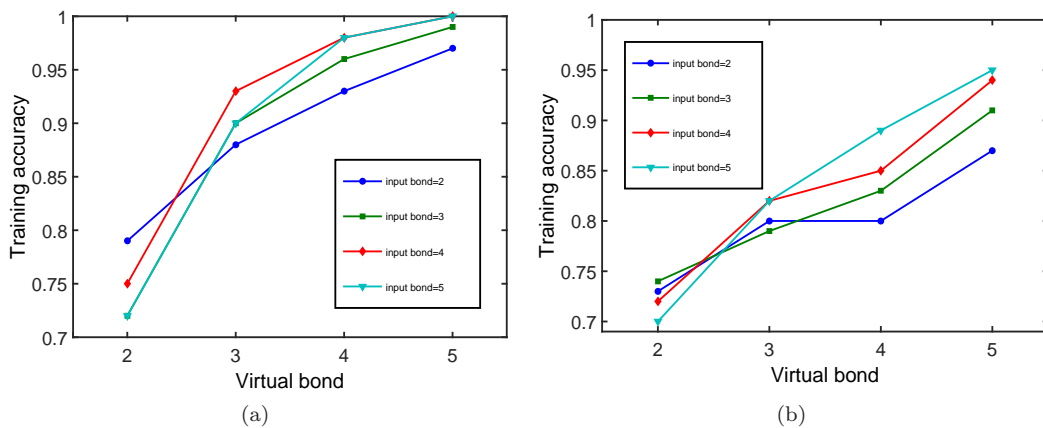 1
0.95
0.9
0.85
0.8
0.75
0.7
Training accuracy
2 3 4 5
Virtual bond
input bond=2
input bond=3
input bond=4
input bond=5
(a)
1
0.95
0.9
0.85
0.8
0.75
0.7
Training accuracy
2 3 4 5
Virtual bond
input bond=2
input bond=3
input bond=4
input bond=5
(b)